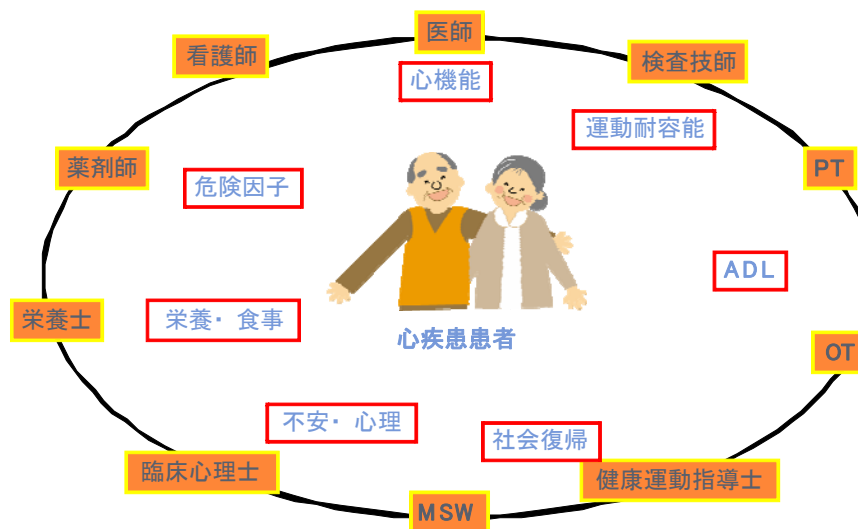 医師
看護師
検査技師
心機能
運動耐容能
薬剤師
PT
危険因子
ADL
栄養士
栄養・ 食事
心疾患患者
OT
不安・ 心理
社会復帰
臨床心理士
健康運動指導士
MSW